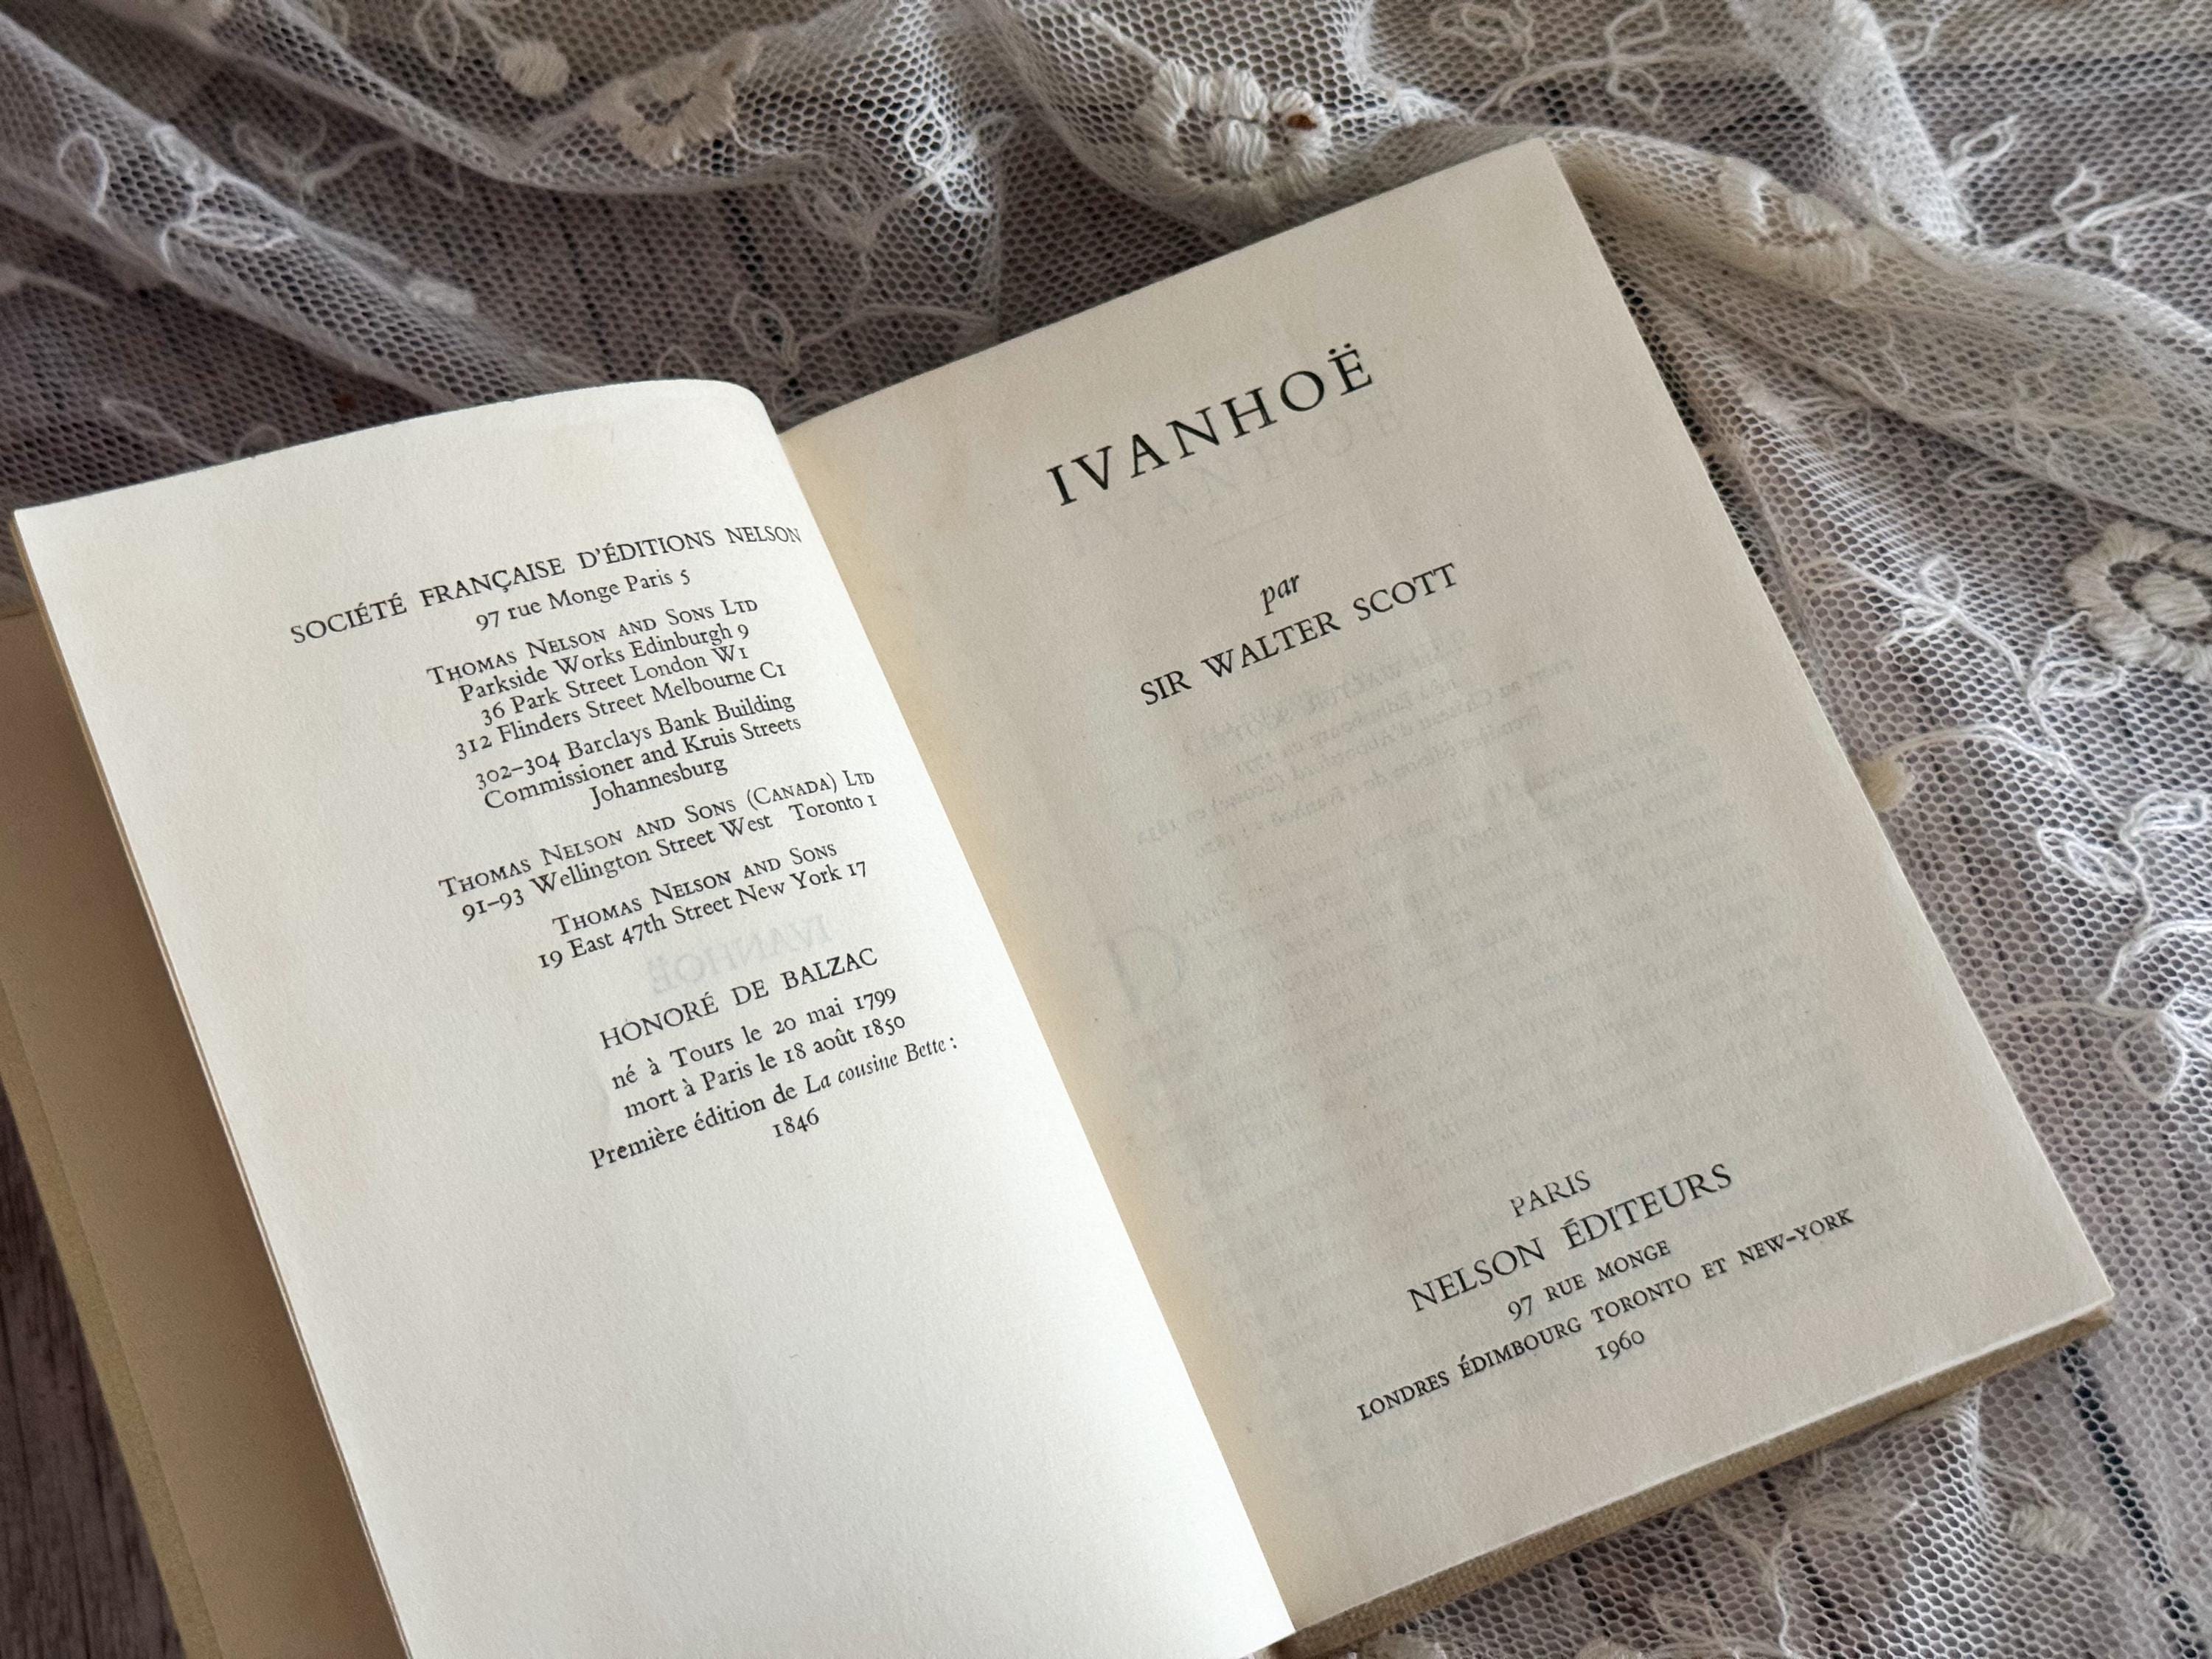 SOCIÉTÉ FRANÇAISE D'ÉDITIONS NELSON
97 rue Monge Paris 5
THOMAS NELSON AND SONS LTD
Parkside Works Edinburgh 9
36 Park Street London W1
312 Flinders Street Melbourne C1
302–304 Barclays Bank Building
Commissioner and Kruis Streets
Johannesburg
THOMAS NELSON AND SONS (CANADA) LTD
91–93 Wellington Street West Toronto 1
THOMAS NELSON AND SONS
19 East 47th Street New York 17
HONORÉ DE BALZAC
né à Tours le 20 mai 1799
mort à Paris le 18 août 1850
Première édition de La cousine Bette :
1846
IVANHOË
par
SIR WALTER SCOTT
PARIS
NELSON ÉDITEURS
97 RUE MONGE
LONDRES ÉDIMBOURG TORONTO ET NEW-YORK
1960